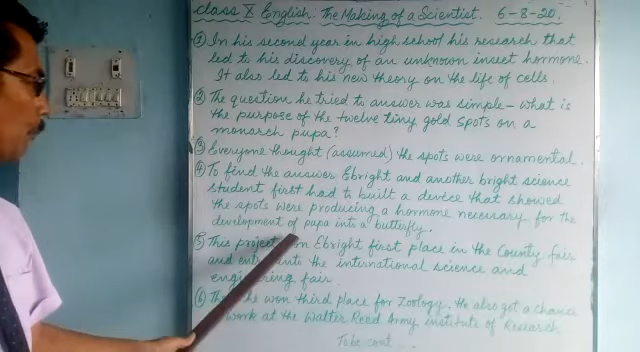 class X English. The Making of a Scientist. 6-8-20.
① In his second year in high school his research that
led to his discovery of an unknown insect hormone.
It also led to his new theory on the life of cells.
② The question he tried to answer was simple – what is
the purpose of the twelve tiny gold spots on a
monarch pupa?
③ Everyone thought (assumed) the spots were ornamental.
④ To find the answer Ebright and another bright science
student first had to built a device that showed
the spots were producing a hormone necessary for the
development of pupa into a butterfly.
⑤ This project Ebright first place in the County fair
and the international science and
fair.
⑥ he won third place for Zoology. He also got a chance
work at the Walter Reed Army institute of Research
To be cont...